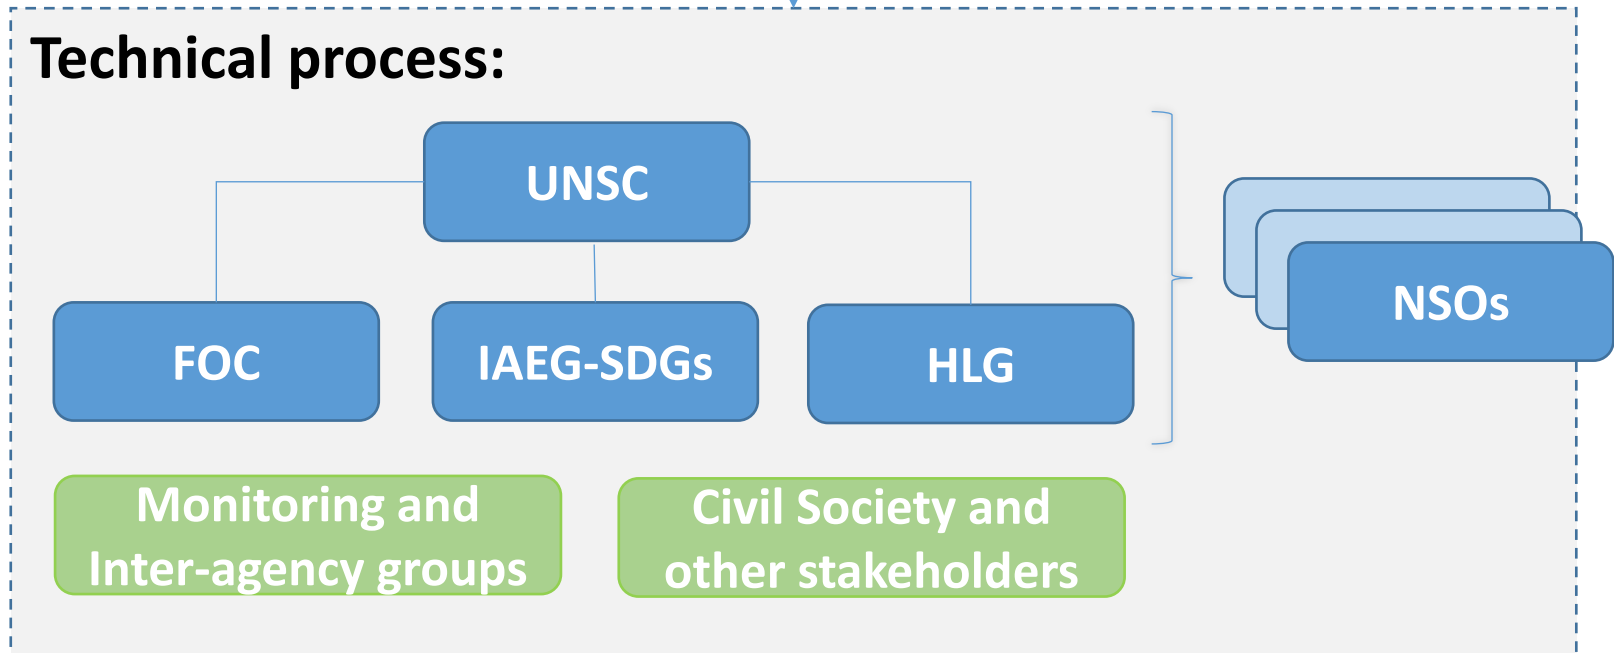 Technical process:
UNSC
NSOs
FOC
IAEG-SDGs
HLG
Monitoring and
Inter-agency groups
Civil Society and
other stakeholders